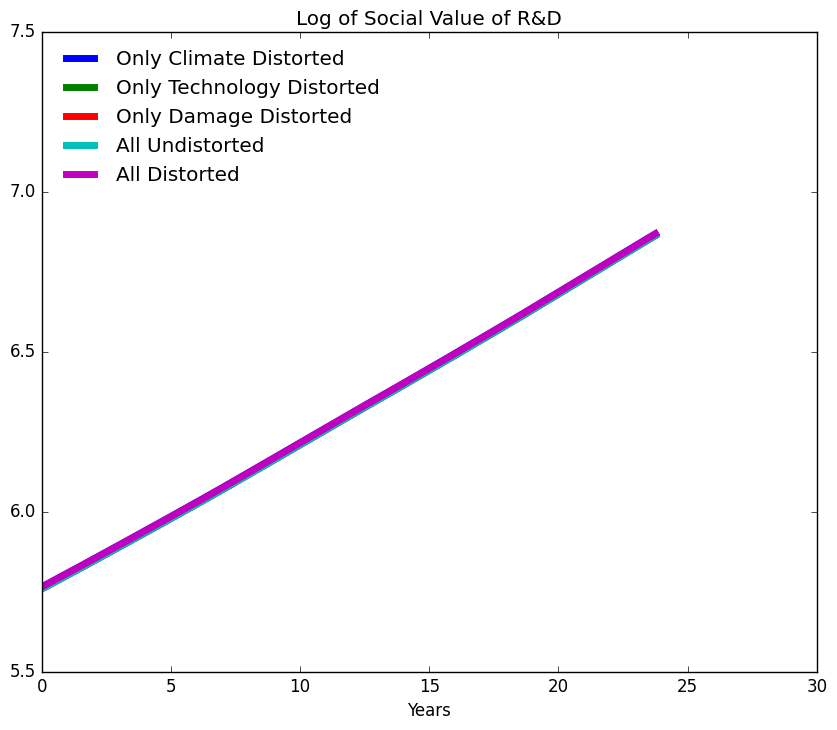 Log of Social Value of R&D
7.5
Only Climate Distorted
Only Technology Distorted
Only Damage Distorted
All Undistorted
All Distorted
7.0
6.5
6.0
5.5
0 5 10 15 20 25 30
Years